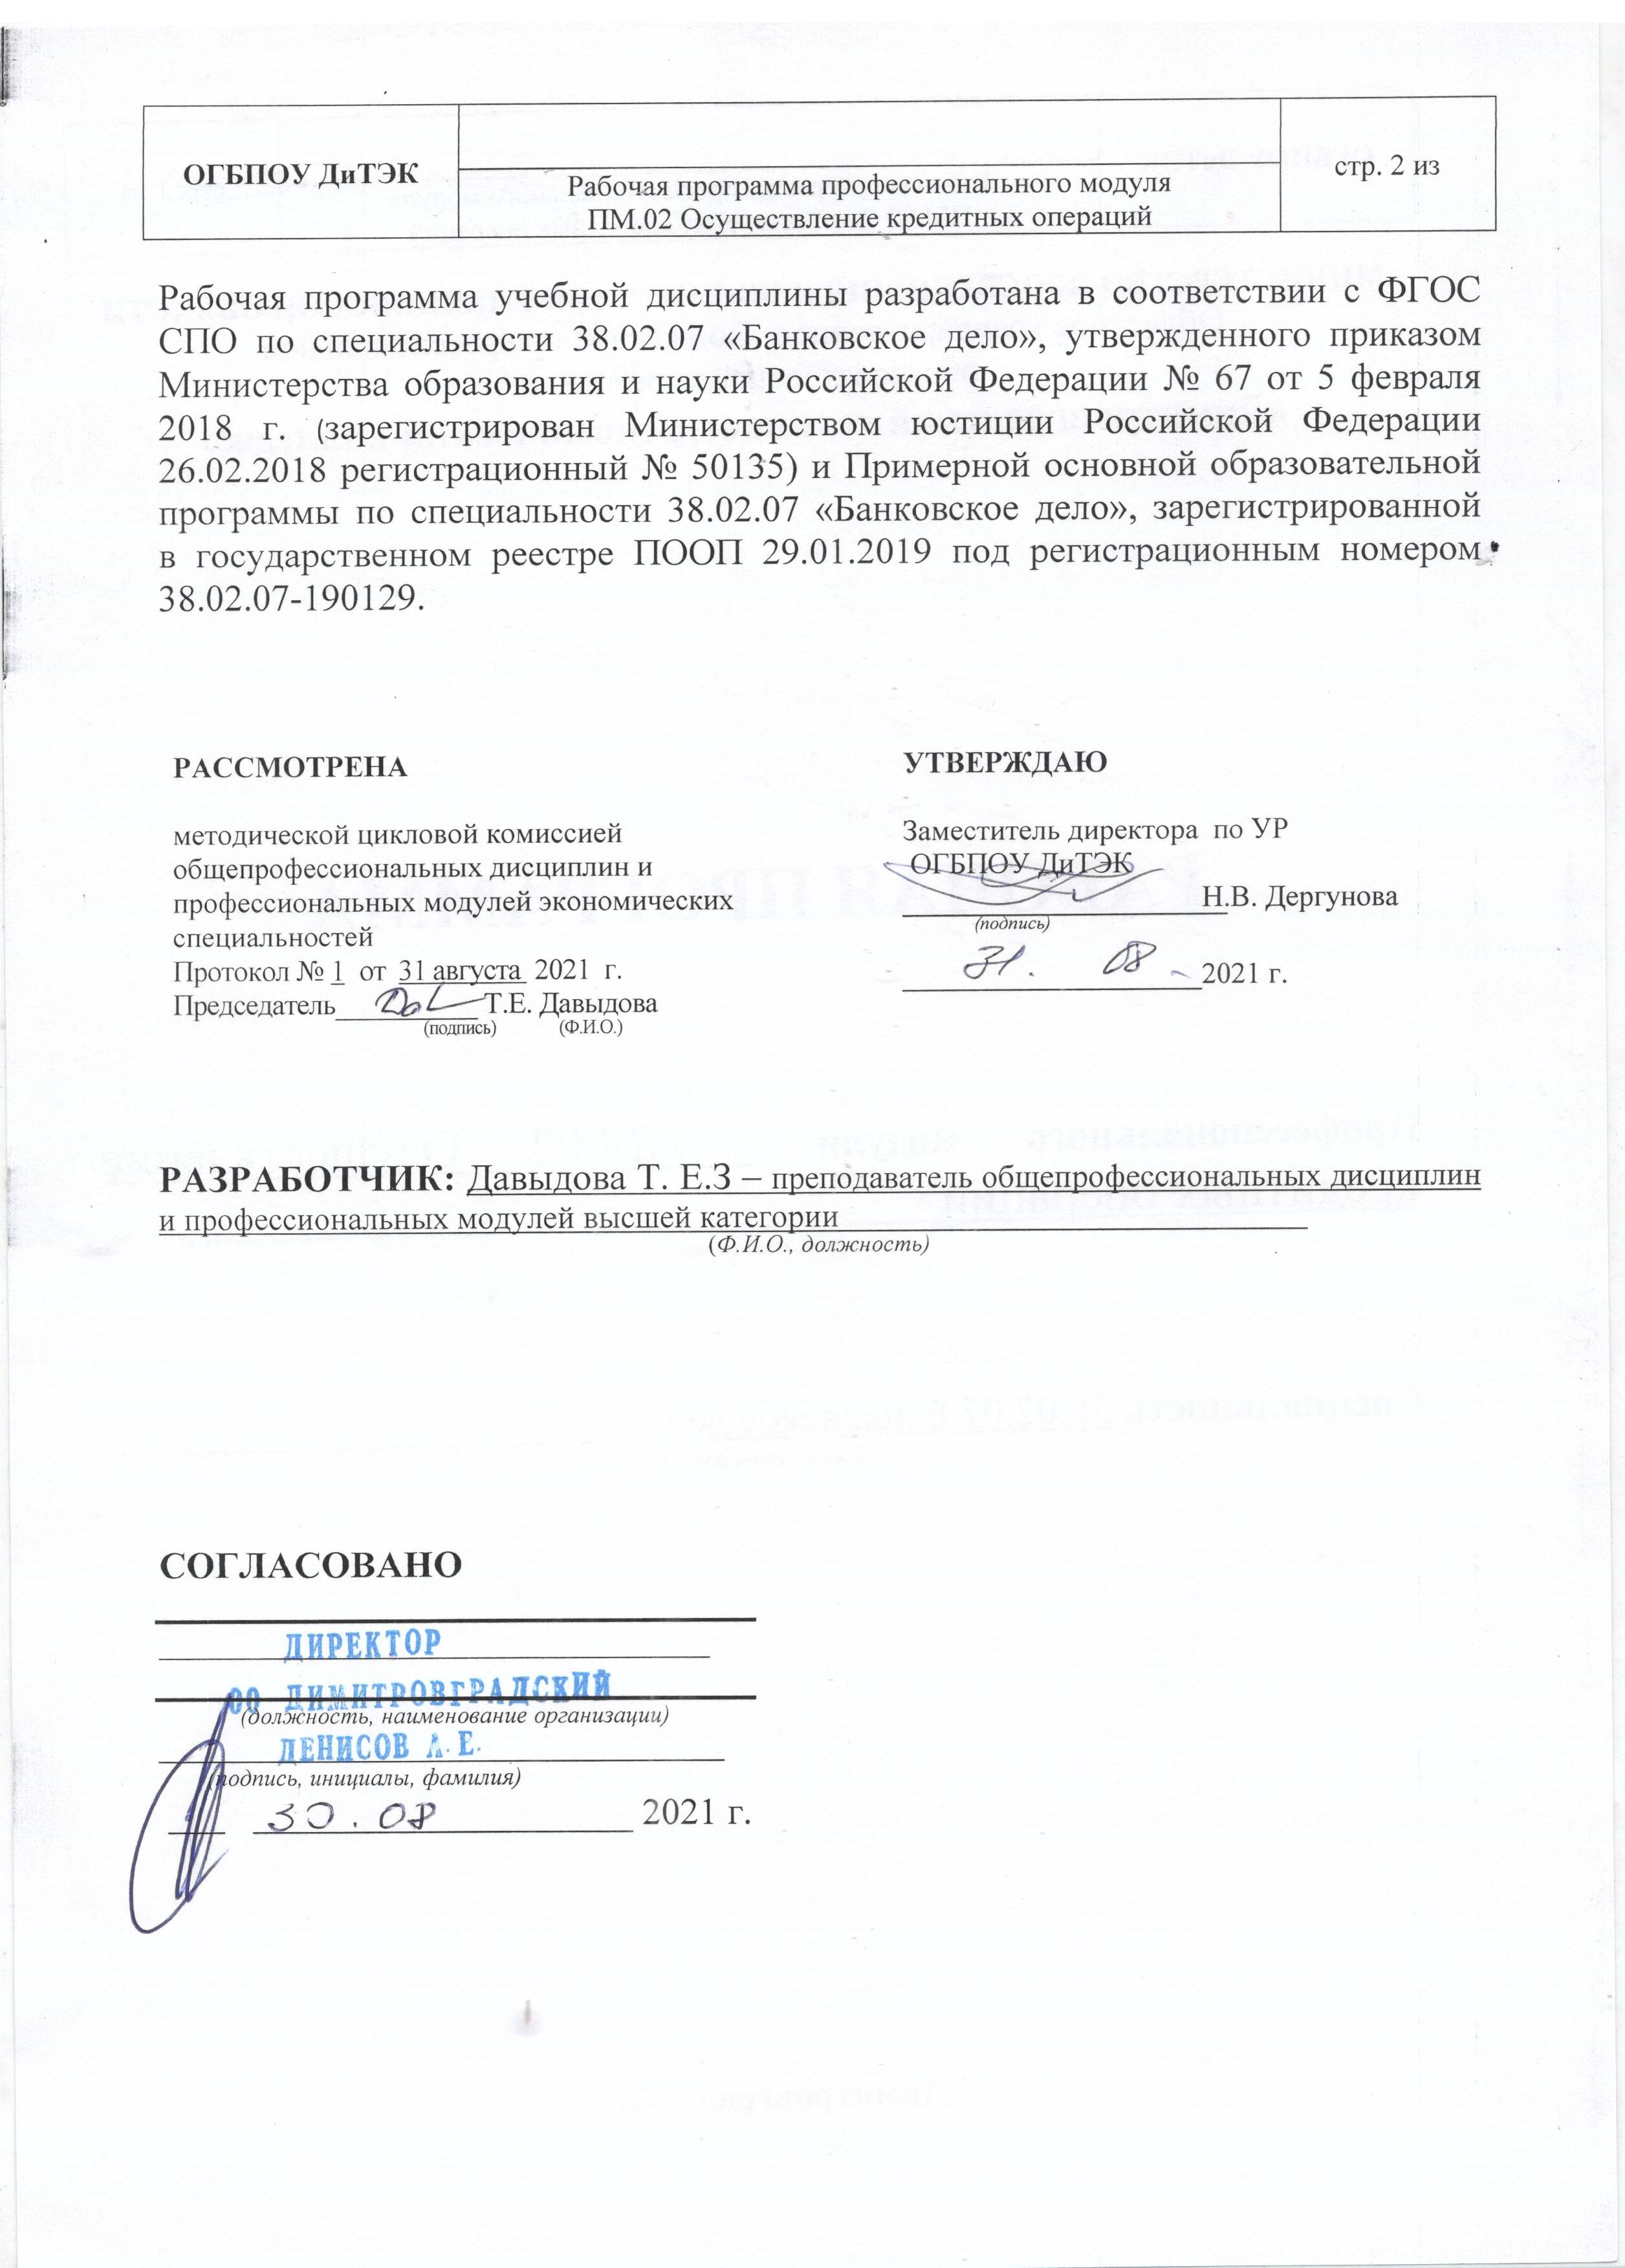 ОГБПОУ ДиТЭК
Рабочая программа профессионального модуля
ПМ.02 Осуществление кредитных операций
стр. 2 из
Рабочая программа учебной дисциплины разработана в соответствии с ФГОС
СПО по специальности 38.02.07 «Банковское дело», утвержденного приказом
Министерства образования и науки Российской Федерации № 67 от 5 февраля
2018 г. (зарегистрирован Министерством юстиции Российской Федерации
26.02.2018 регистрационный № 50135) и Примерной основной образовательной
программы по специальности 38.02.07 «Банковское дело», зарегистрированной
в государственном реестре ПООП 29.01.2019 под регистрационным номером
38.02.07-190129.
РАССМОТРЕНА
методической цикловой комиссией
общепрофессиональных дисциплин и
профессиональных модулей экономических
специальностей
Протокол № 1 от 31 августа 2021 г.
Председатель Т.Е. Давыдова
(подпись) (Ф.И.О.)
УТВЕРЖДАЮ
Заместитель директора по УР
ОГБПОУ ДиТЭК
Н.В. Дергунова
(подпись)
31. 08 2021 г.
РАЗРАБОТЧИК: Давыдова Т. Е.З – преподаватель общепрофессиональных дисциплин
и профессиональных модулей высшей категории
(Ф.И.О., должность)
СОГЛАСОВАНО
ДИРЕКТОР
ОО ДИМИТРОВГРАДСКИЙ
(должность, наименование организации)
ДЕНИСОВ А.Е.
(подпись, инициалы, фамилия)
30.08 2021 г.